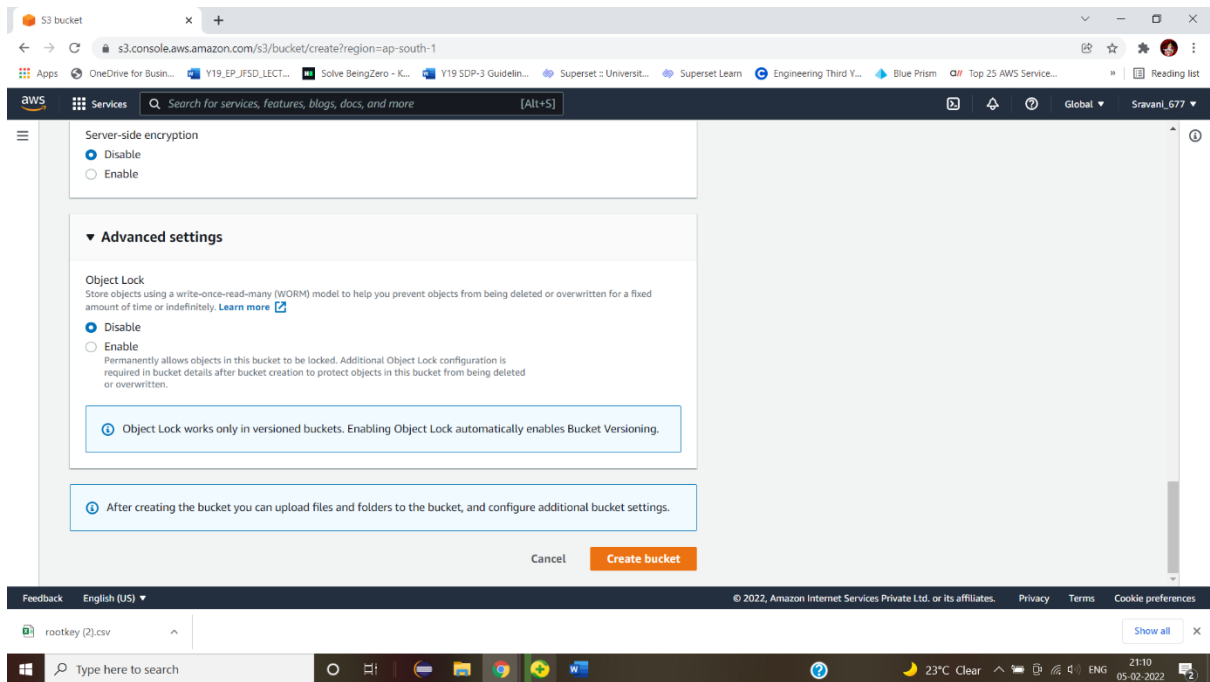 S3 bucket
s3.console.aws.amazon.com/s3/bucket/create?region=ap-south-1
Apps OneDrive for Busin... Y19_EP_JFSD_LECT... Solve BeingZero - K... Y19 SDP-3 Guidelin... Superset :: Universit... Superset Learn Engineering Third Y... Blue Prism Top 25 AWS Service... » Reading list
aws Services Search for services, features, blogs, docs, and more [Alt+S] Global Sravani_677
Server-side encryption
Disable
Enable
Advanced settings
Object Lock
Store objects using a write-once-read-many (WORM) model to help you prevent objects from being deleted or overwritten for a fixed
amount of time or indefinitely. Learn more
Disable
Enable
Permanently allows objects in this bucket to be locked. Additional Object Lock configuration is
required in bucket details after bucket creation to protect objects in this bucket from being deleted
or overwritten.
Object Lock works only in versioned buckets. Enabling Object Lock automatically enables Bucket Versioning.
After creating the bucket you can upload files and folders to the bucket, and configure additional bucket settings.
Cancel Create bucket
Feedback English (US) © 2022, Amazon Internet Services Private Ltd. or its affiliates. Privacy Terms Cookie preferences
rootkey (2).csv Show all
Type here to search 23°C Clear ENG 21:10
05-02-2022 2